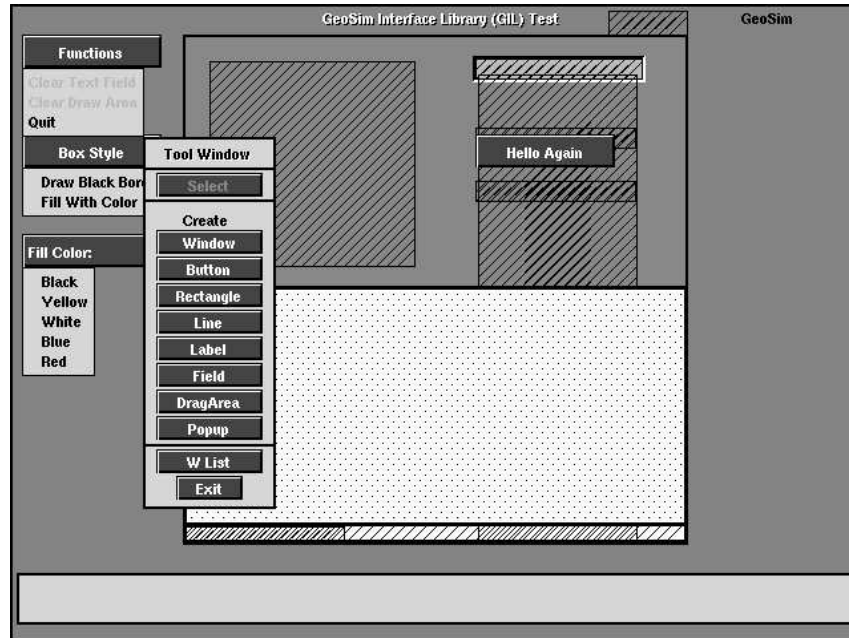 GeoSim Interface Library (GIL) Test
GeoSim
Functions
Clear Text Field
Clear Draw Area
Quit
Box Style
Draw Black Bor
Fill With Color
Fill Color:
Black
Yellow
White
Blue
Red
Tool Window
Select
Create
Window
Button
Rectangle
Line
Label
Field
DragArea
Popup
W List
Exit
Hello Again